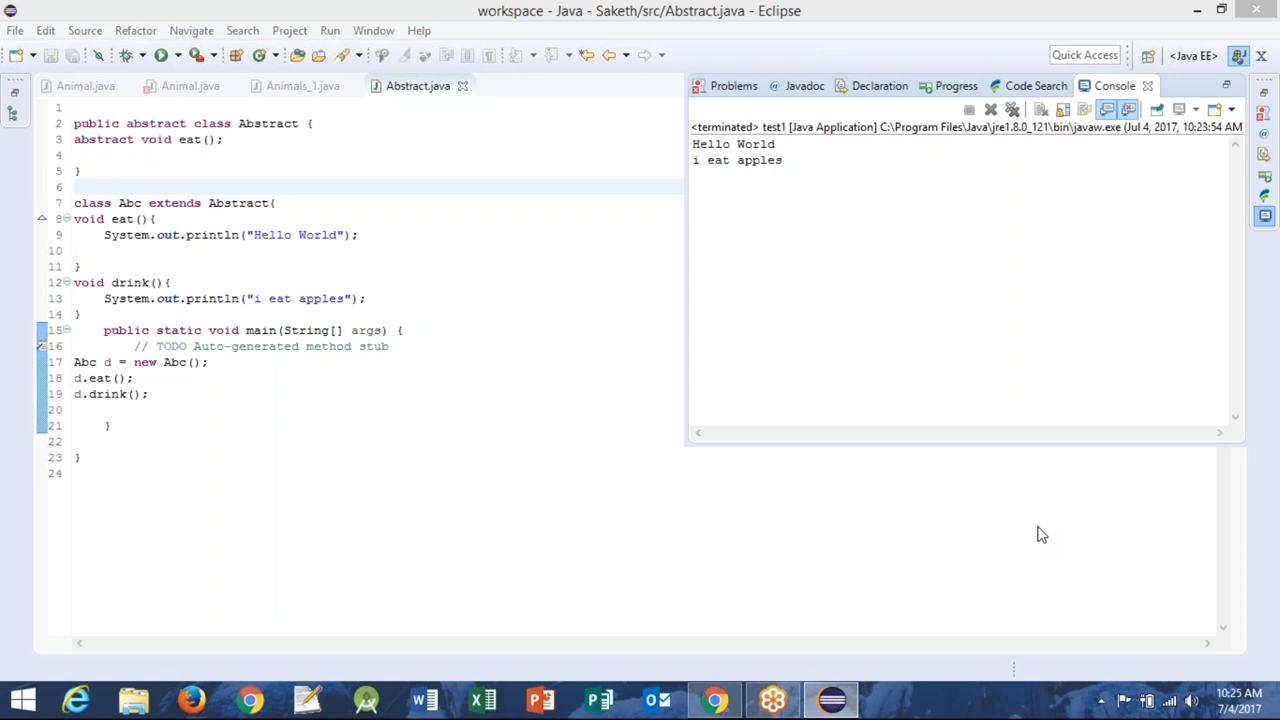 workspace - Java - Saketh/src/Abstract.java - Eclipse
File Edit Source Refactor Navigate Search Project Run Window Help
Quick Access
<Java EE>
Animal.java
Animal.java
Animals_1.java
Abstract.java
1
2 public abstract class Abstract {
3 abstract void eat();
4
5 }
6
7 class Abc extends Abstract{
8 void eat(){
9 System.out.println("Hello World");
10
11 }
12 void drink(){
13 System.out.println("i eat apples");
14 }
15 public static void main(String[] args) {
16 // TODO Auto-generated method stub
17 Abc d = new Abc();
18 d.eat();
19 d.drink();
20
21 }
22
23 }
24
Problems Javadoc Declaration Progress Code Search Console
<terminated> test1 [Java Application] C:\Program Files\Java\jre1.8.0_121\bin\javaw.exe (Jul 4, 2017, 10:23:54 AM
Hello World
i eat apples
10:25 AM
7/4/2017